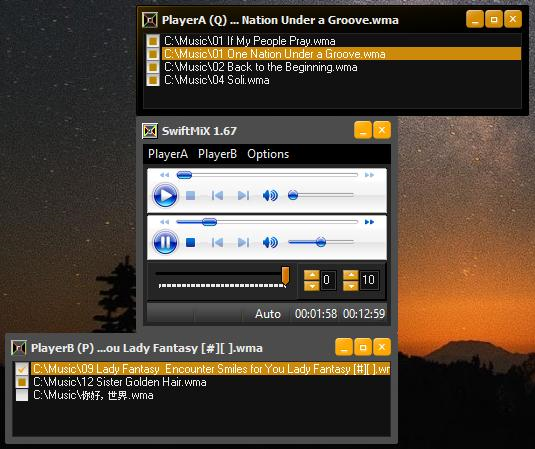 PlayerA (Q) ... Nation Under a Groove.wma
C:\Music\01 If My People Pray.wma
C:\Music\01 One Nation Under a Groove.wma
C:\Music\02 Back to the Beginning.wma
C:\Music\04 Soli.wma
SwiftMiX 1.67
PlayerA PlayerB Options
0 10
Auto 00:01:58 00:12:59
PlayerB (P) ...ou Lady Fantasy [#][ ].wma
C:\Music\09 Lady Fantasy  Encounter Smiles for You Lady Fantasy [#][ ].wr
C:\Music\12 Sister Golden Hair.wma
C:\Music\你好, 世界.wma